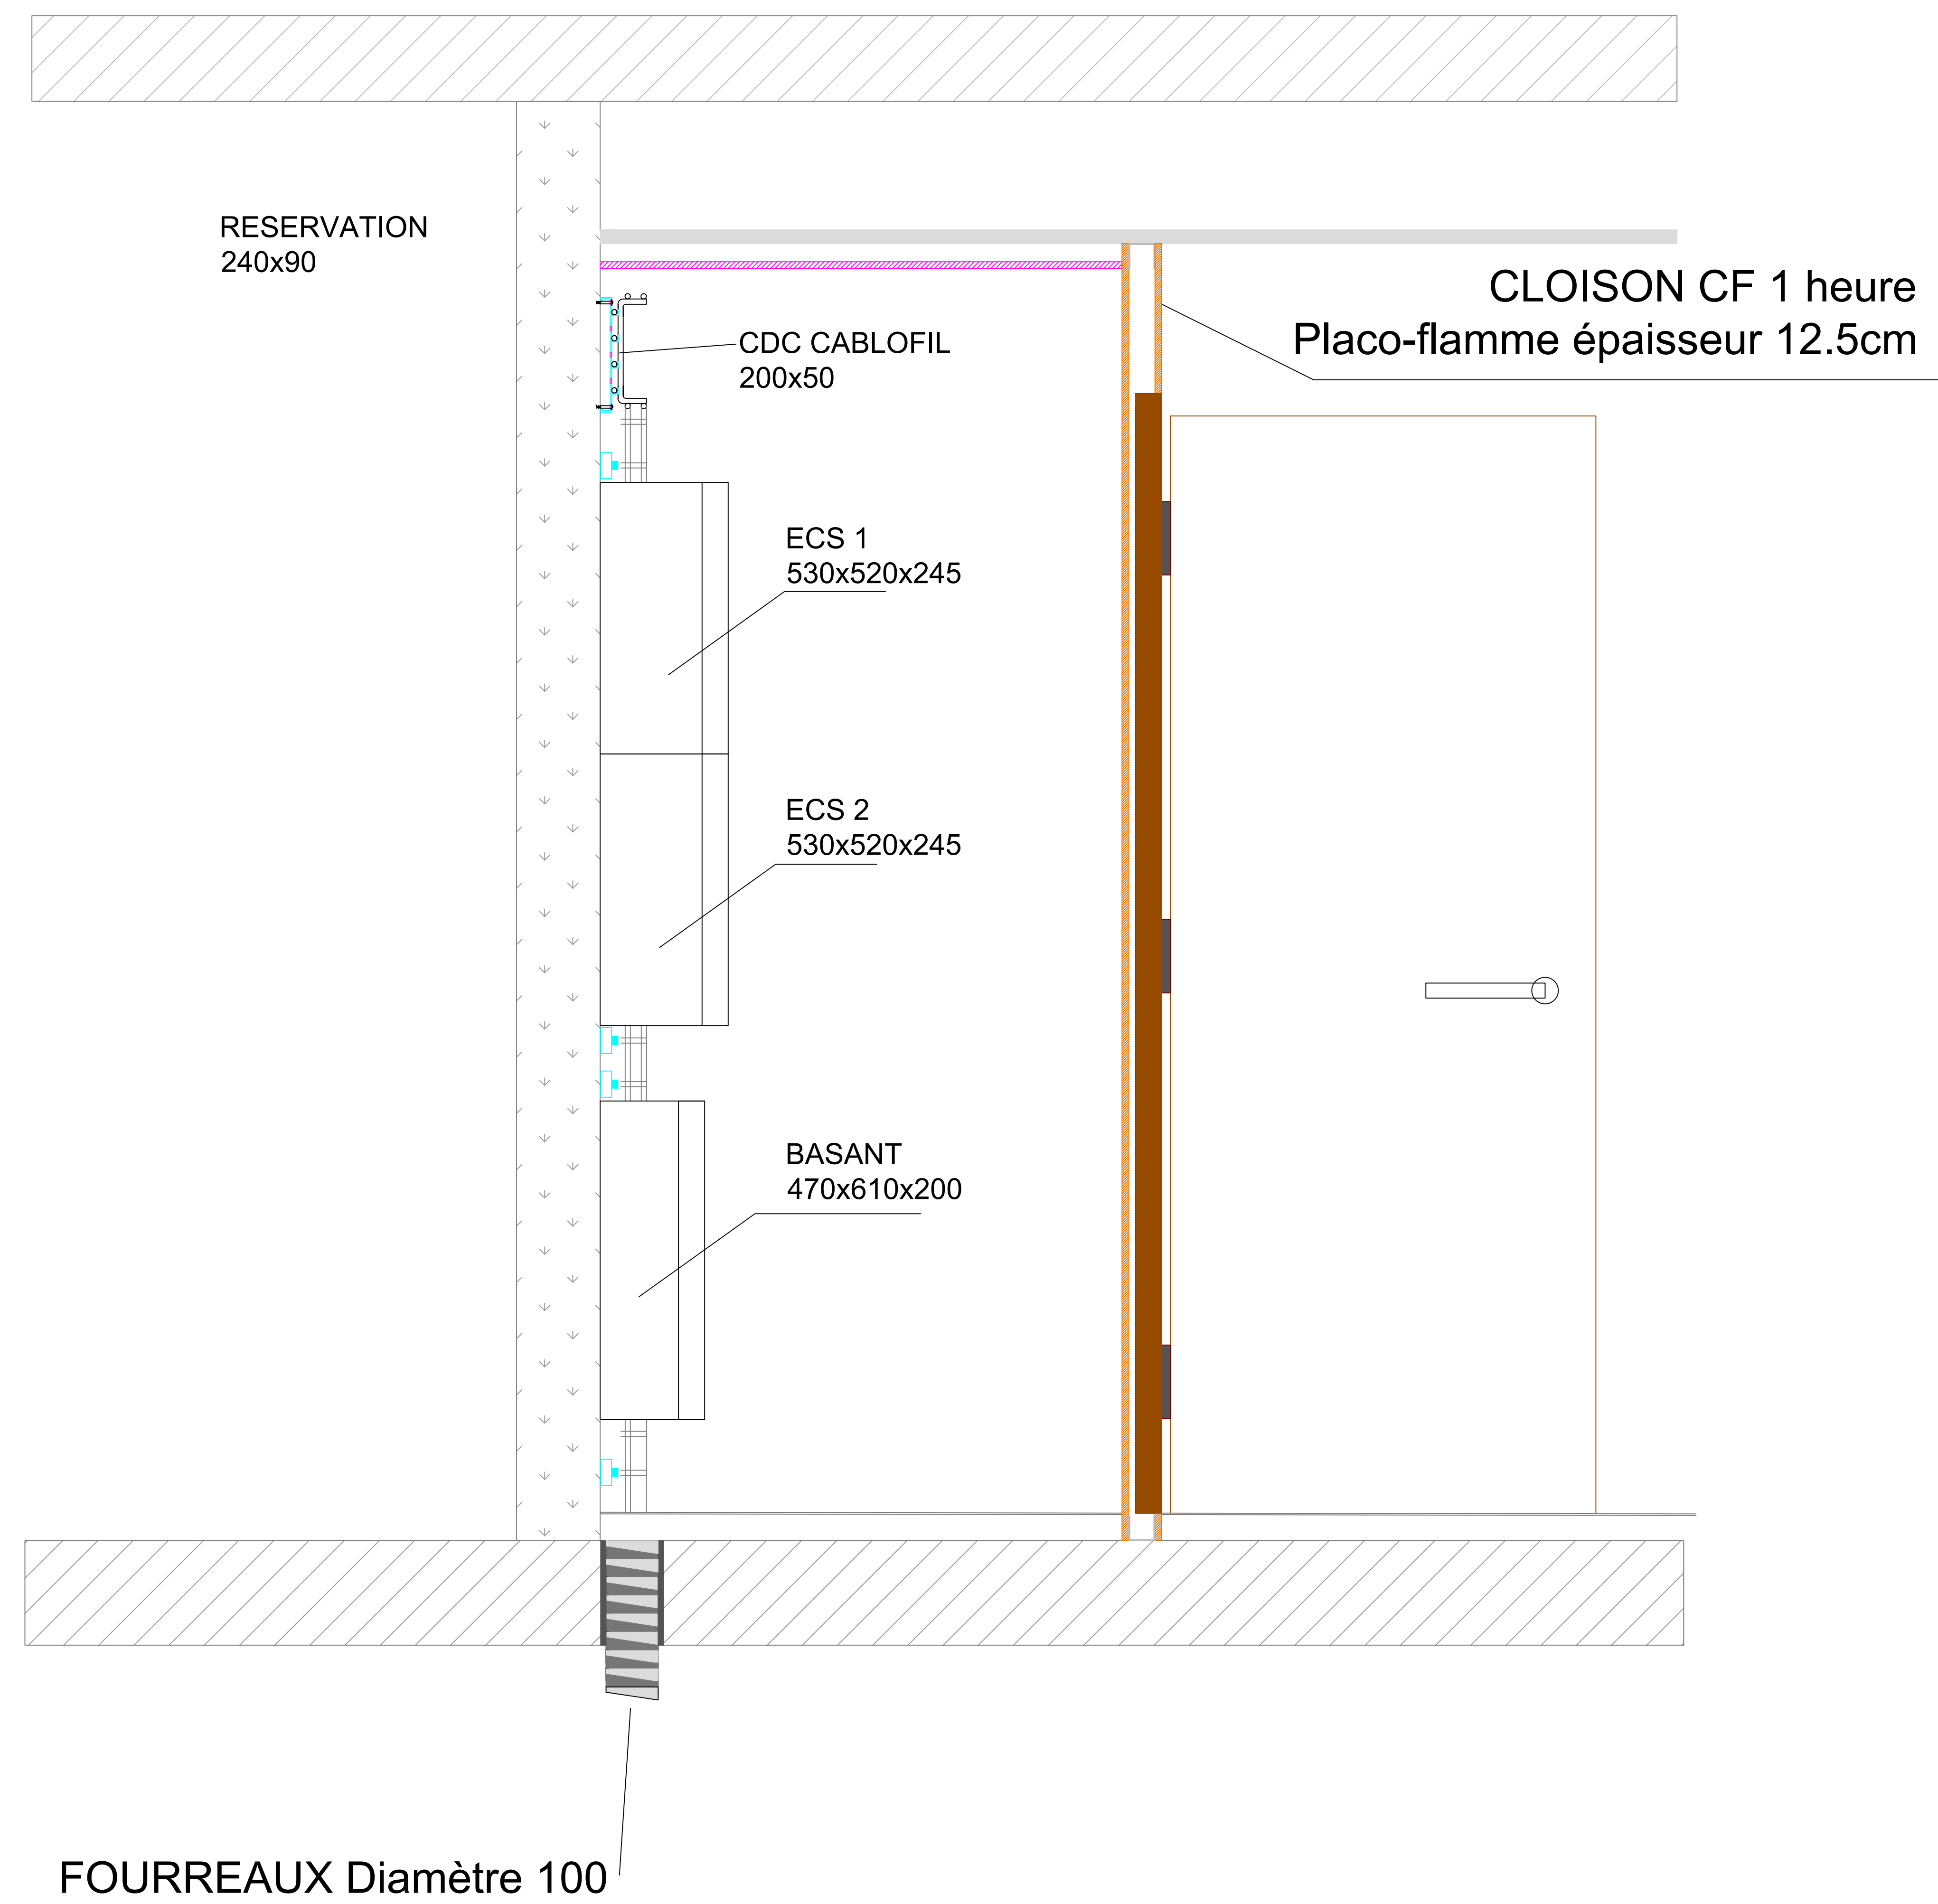 RESERVATION
240x90
CLOISON CF 1 heure
Placo-flamme épaisseur 12.5cm
CDC CABLOFIL
200x50
ECS 1
530x520x245
ECS 2
530x520x245
BASANT
470x610x200
FOURREAUX Diamètre 100